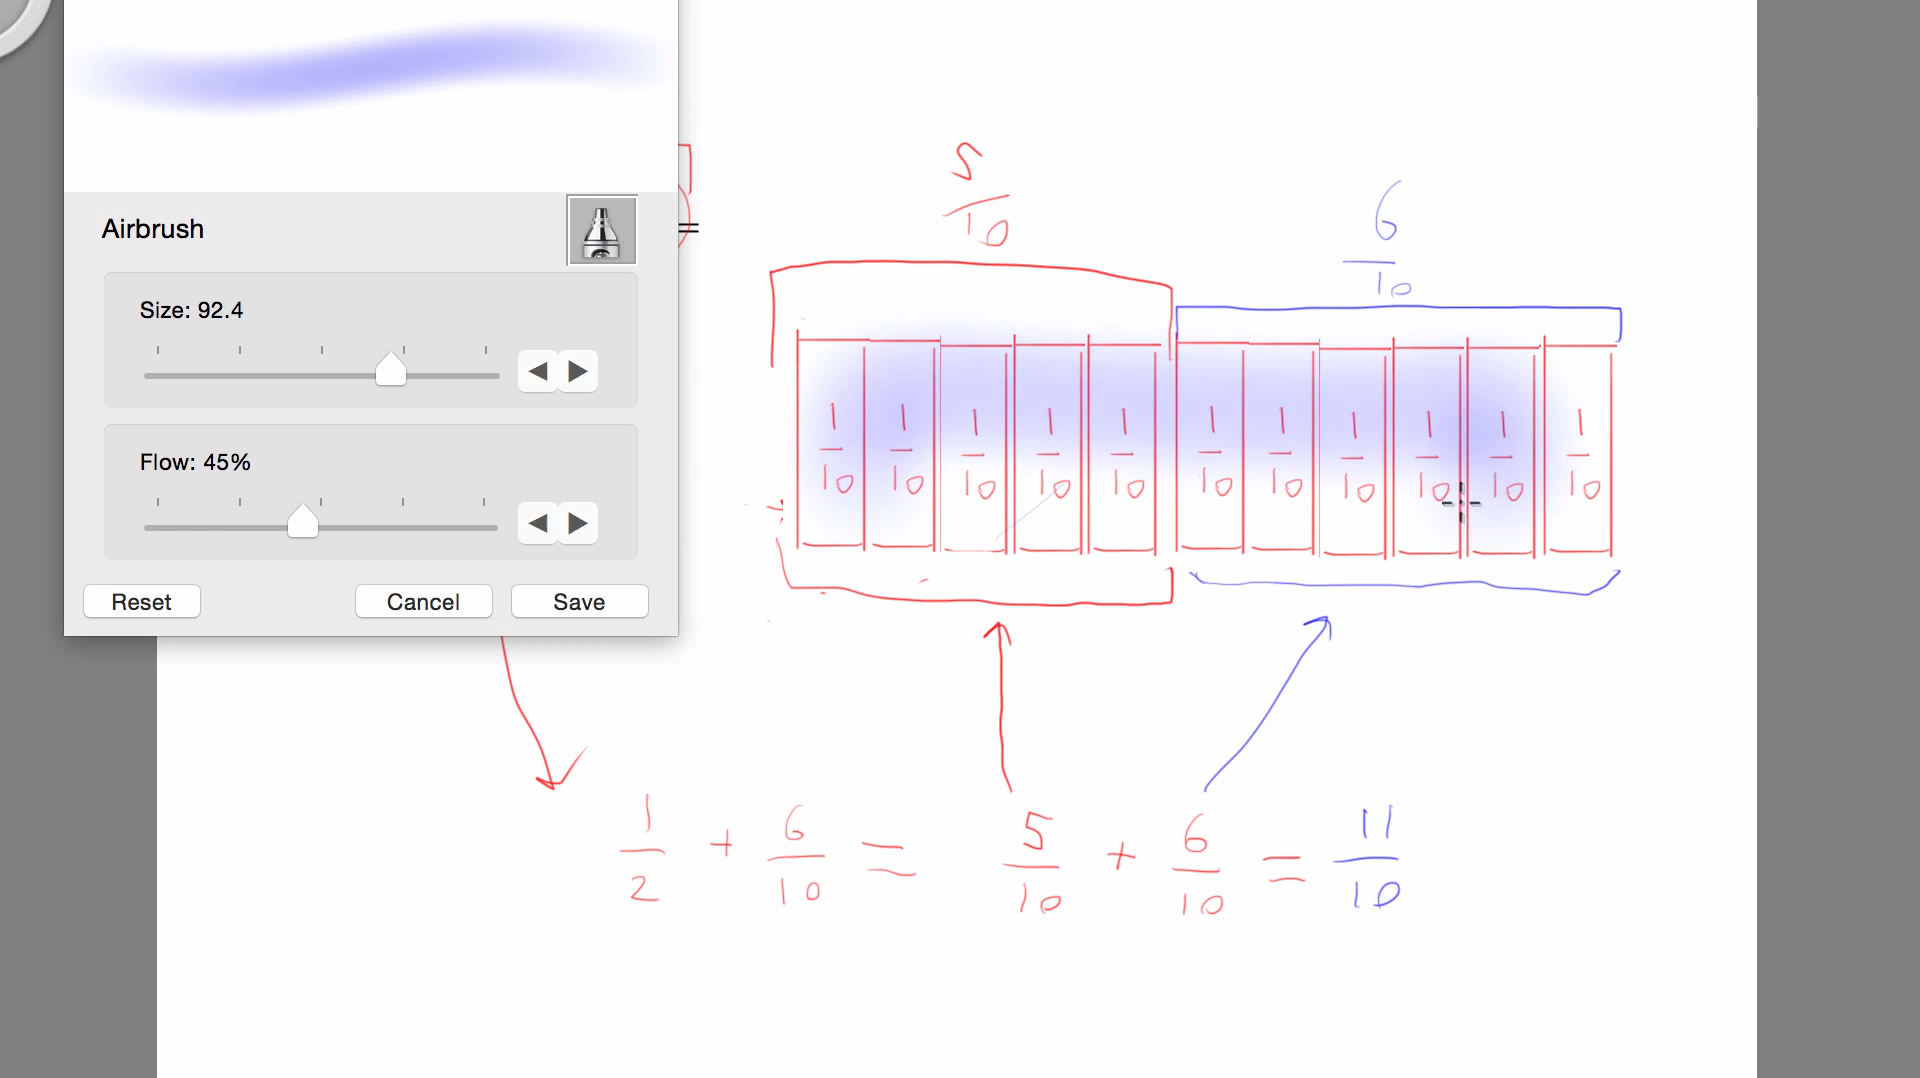 Airbrush
Size: 92.4
Flow: 45%
Reset Cancel Save
=
5/10
6/10
1/10 1/10 1/10 1/10 1/10 1/10 1/10 1/10 1/10 1/10 1/10
1/2 + 6/10 = 5/10 + 6/10 = 11/10